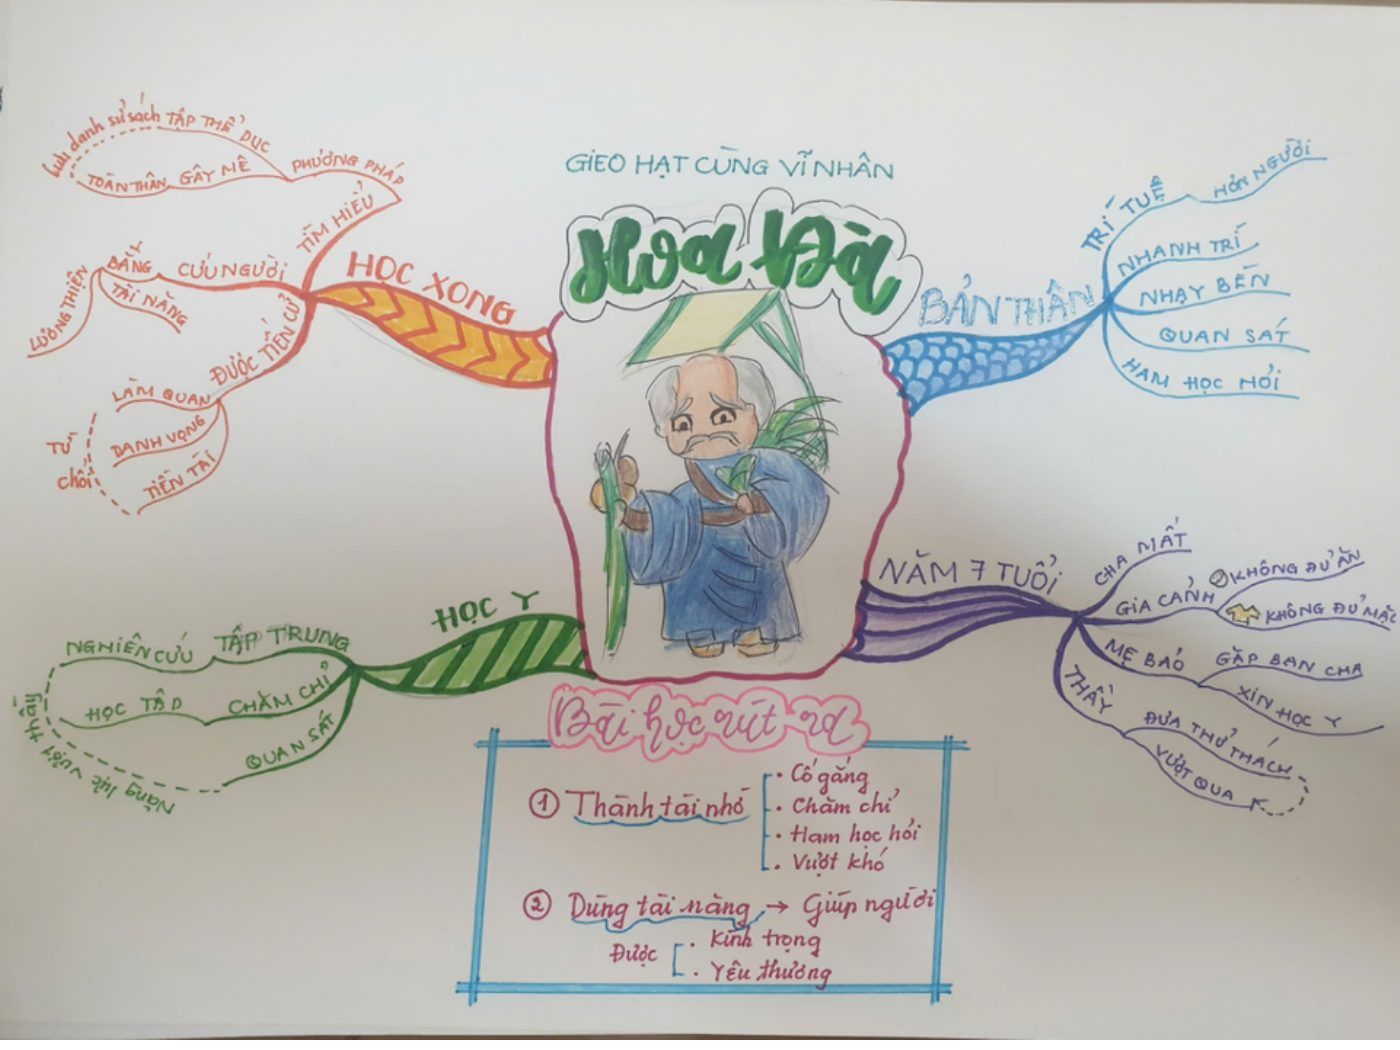 GIEO HẠT CÙNG VĨ NHÂN
Hoa Đà
BẢN THÂN
TRÍ TUỆ
HƠN NGƯỜI
NHANH TRÍ
NHẠY BÉN
QUAN SÁT
HAM HỌC HỎI
NĂM 7 TUỔI
CHA MẤT
GIA CẢNH
KHÔNG ĐỦ ĂN
KHÔNG ĐỦ MẶC
MẸ BẢO
GẶP BẠN CHA
XIN HỌC Y
THẦY
ĐƯA THỬ THÁCH
VƯỢT QUA
HỌC Y
TẬP TRUNG
NGHIÊN CỨU
CHĂM CHỈ
HỌC TẬP
QUAN SÁT
Năng lực vượt thầy
HỌC XONG
TÌM HIỂU
PHƯƠNG PHÁP
TẬP THỂ DỤC
GÂY MÊ TOÀN THÂN
lưu danh sử sách
CỨU NGƯỜI
BẰNG
TÀI NĂNG
LƯƠNG THIỆN
ĐƯỢC TIẾN CỬ
LÀM QUAN
DANH VỌNG
TIỀN TÀI
Từ chối
Bài học rút ra
① Thành tài nhờ
• Cố gắng
• Chăm chỉ
• Ham học hỏi
• Vượt khó
② Dùng tài năng → Giúp người
Được
• Kính trọng
• Yêu thương